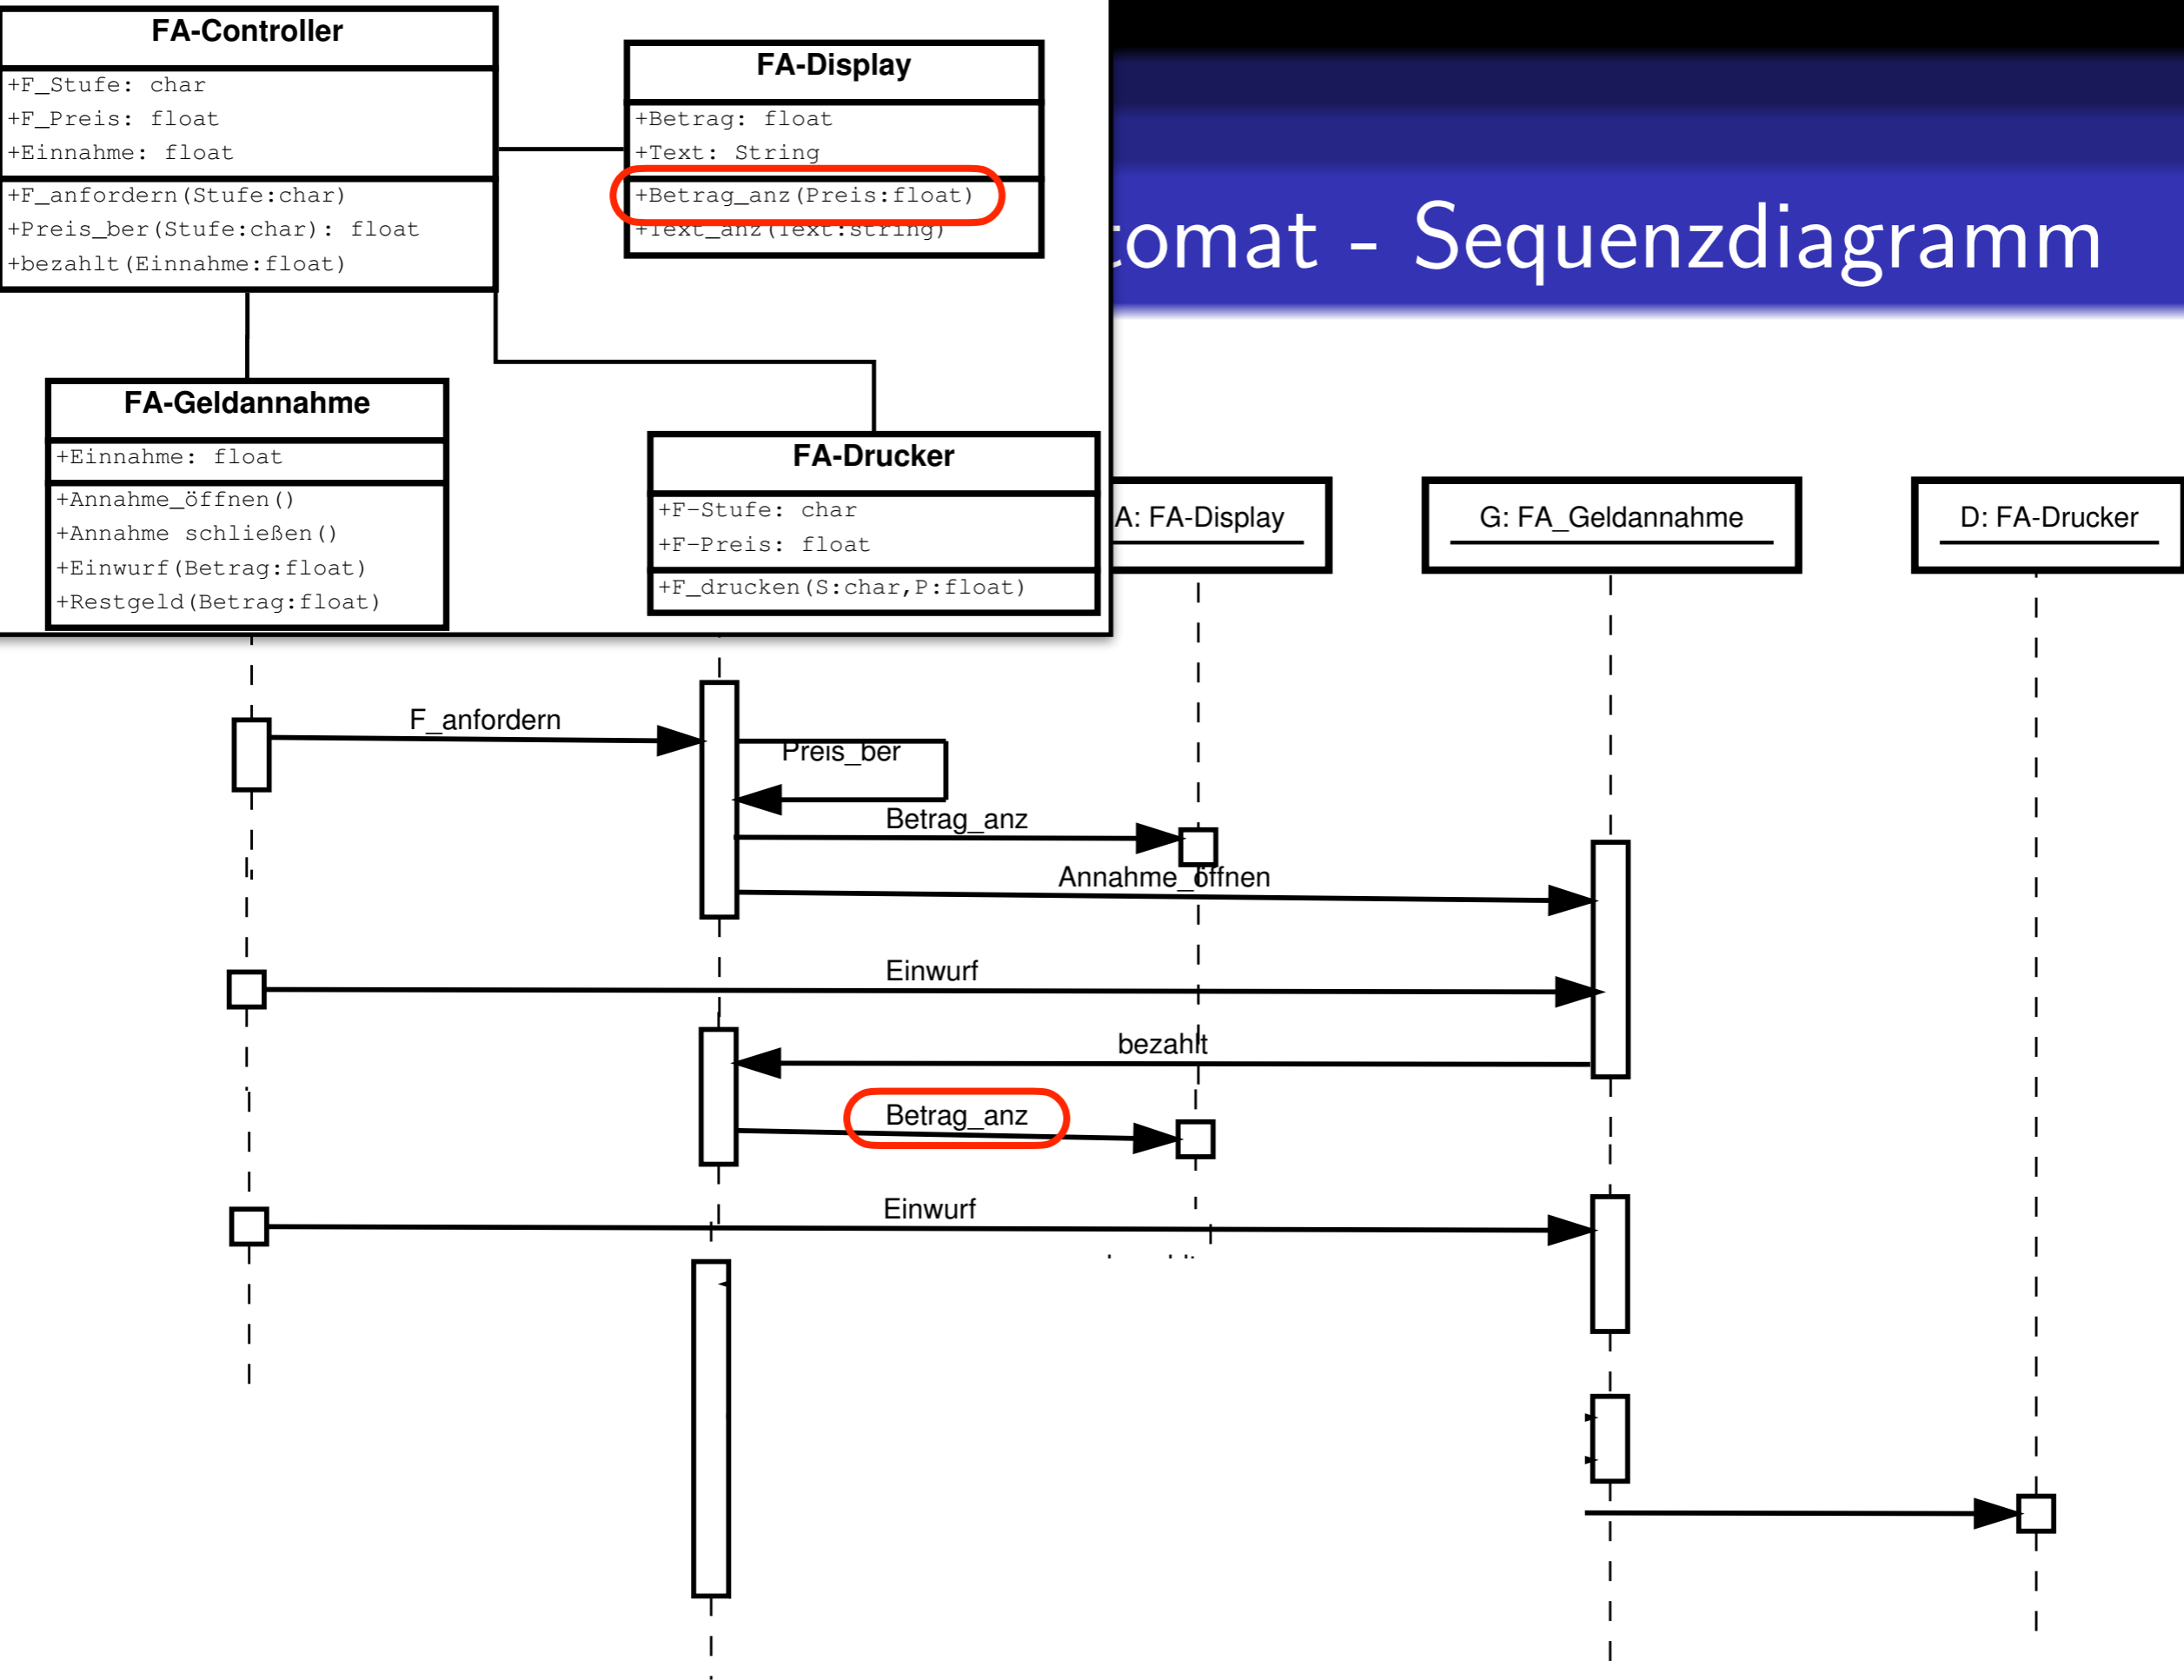 FA-Controller
+F_Stufe: char
+F_Preis: float
+Einnahme: float
+F_anfordern(Stufe:char)
+Preis_ber(Stufe:char): float
+bezahlt(Einnahme:float)
FA-Display
+Betrag: float
+Text: String
+Betrag_anz(Preis:float)
+Text_anz(Text:string)
tomat - Sequenzdiagramm
FA-Geldannahme
+Einnahme: float
+Annahme_öffnen()
+Annahme schließen()
+Einwurf(Betrag:float)
+Restgeld(Betrag:float)
FA-Drucker
+F-Stufe: char
+F-Preis: float
+F_drucken(S:char,P:float)
A: FA-Display
G: FA_Geldannahme
D: FA-Drucker
F_anfordern
Preis_ber
Betrag_anz
Annahme_öffnen
Einwurf
bezahlt
Betrag_anz
Einwurf